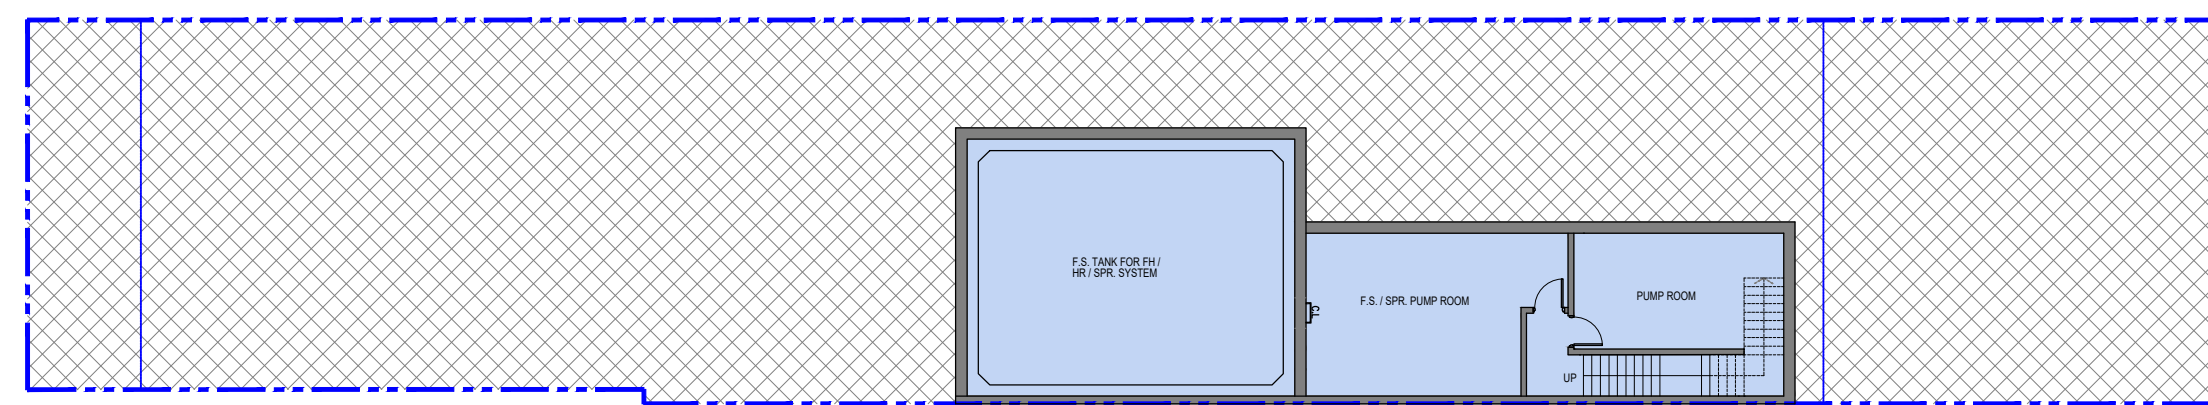 F.S. TANK FOR FH /
HR / SPR. SYSTEM
C.L.
F.S. / SPR. PUMP ROOM
PUMP ROOM
UP